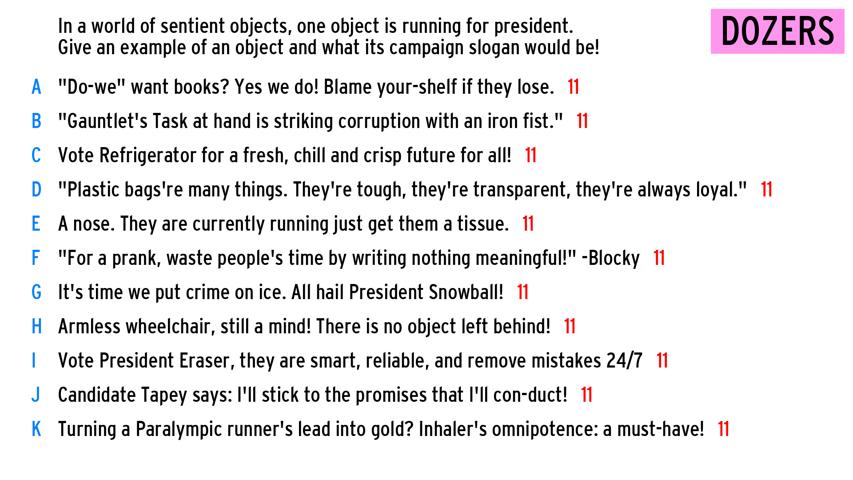 In a world of sentient objects, one object is running for president.
Give an example of an object and what its campaign slogan would be!
DOZERS
A "Do-we" want books? Yes we do! Blame your-shelf if they lose. 11
B "Gauntlet's Task at hand is striking corruption with an iron fist." 11
C Vote Refrigerator for a fresh, chill and crisp future for all! 11
D "Plastic bags're many things. They're tough, they're transparent, they're always loyal." 11
E A nose. They are currently running just get them a tissue. 11
F "For a prank, waste people's time by writing nothing meaningful!" -Blocky 11
G It's time we put crime on ice. All hail President Snowball! 11
H Armless wheelchair, still a mind! There is no object left behind! 11
I Vote President Eraser, they are smart, reliable, and remove mistakes 24/7 11
J Candidate Tapey says: I'll stick to the promises that I'll con-duct! 11
K Turning a Paralympic runner's lead into gold? Inhaler's omnipotence: a must-have! 11